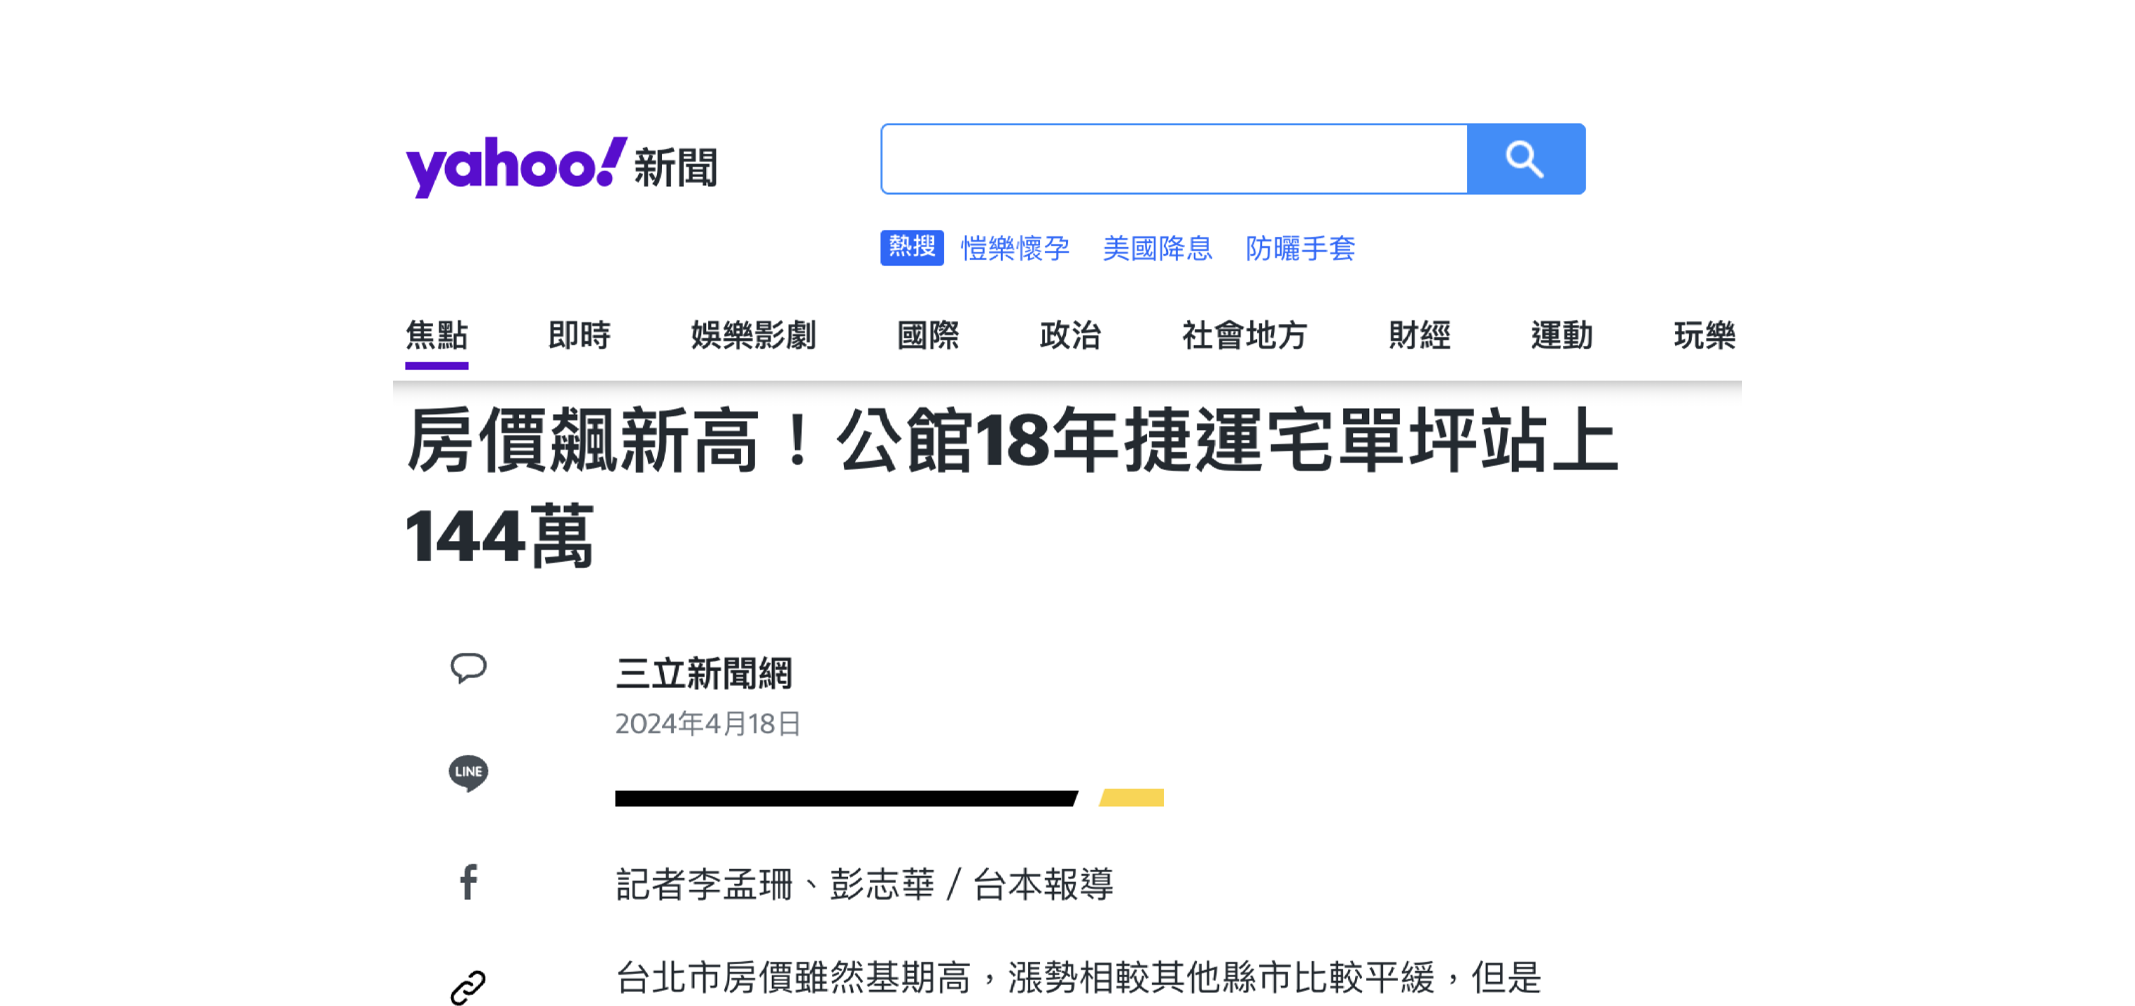 yahoo!新聞
熱搜 愷樂懷孕 美國降息 防曬手套
焦點 即時 娛樂影劇 國際 政治 社會地方 財經 運動 玩樂
房價飆新高！公館18年捷運宅單坪站上
144萬
三立新聞網
2024年4月18日
LINE
記者李孟珊、彭志華 / 台本報導
台北市房價雖然基期高，漲勢相較其他縣市比較平緩，但是